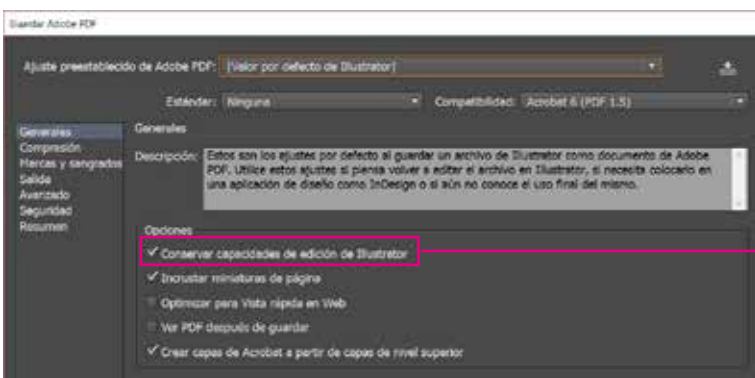 Guardar Adobe PDF
Ajuste preestablecido de Adobe PDF: [Valor por defecto de Illustrator]
Estándar: Ninguna Compatibilidad: Acrobat 6 (PDF 1.5)
Generales
Compresión
Marcas y sangrados
Salida
Avanzado
Seguridad
Resumen
Generales
Descripción: Estos son los ajustes por defecto al guardar un archivo de Illustrator como documento de Adobe
PDF. Utilice estos ajustes si piensa volver a editar el archivo en Illustrator, si necesita colocarlo en
una aplicación de diseño como InDesign o si aún no conoce el uso final del mismo.
Opciones
Conservar capacidades de edición de Illustrator
Incrustar miniaturas de página
Optimizar para Vista rápida en Web
Ver PDF después de guardar
Crear capas de Acrobat a partir de capas de nivel superior